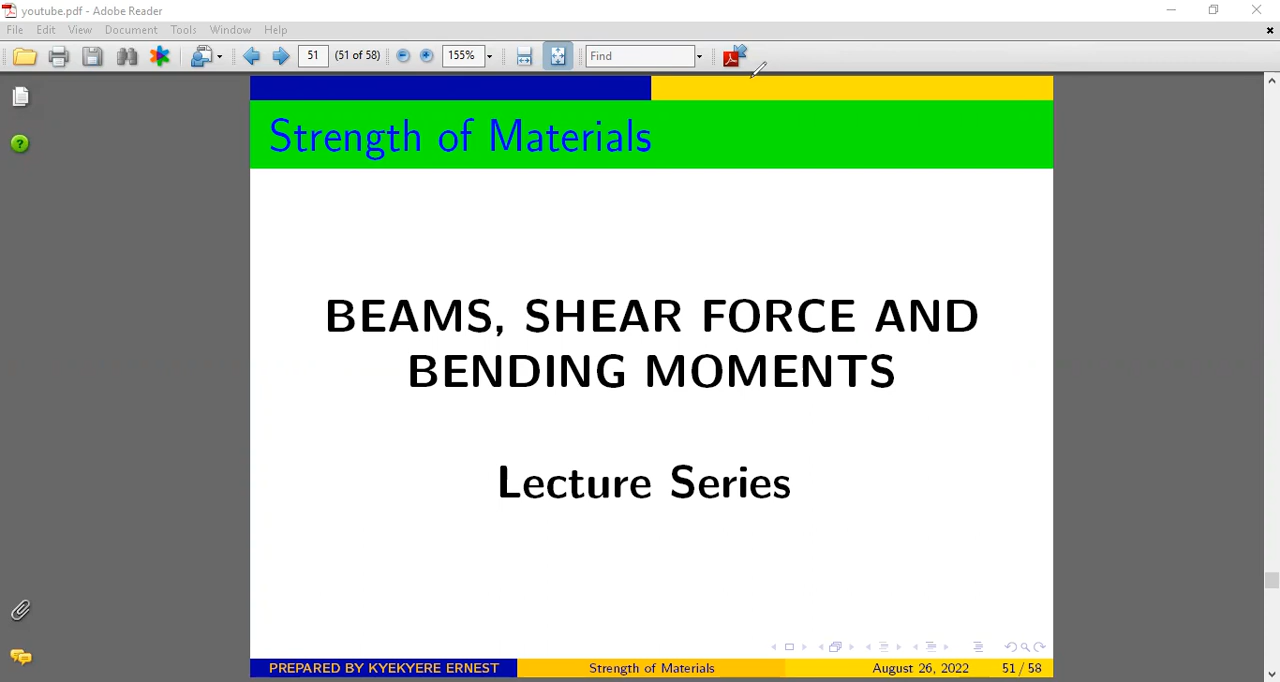 youtube.pdf - Adobe Reader
File Edit View Document Tools Window Help
51 (51 of 58) 155% Find
Strength of Materials
BEAMS, SHEAR FORCE AND
BENDING MOMENTS
Lecture Series
PREPARED BY KYEKYERE ERNEST Strength of Materials August 26, 2022 51 / 58